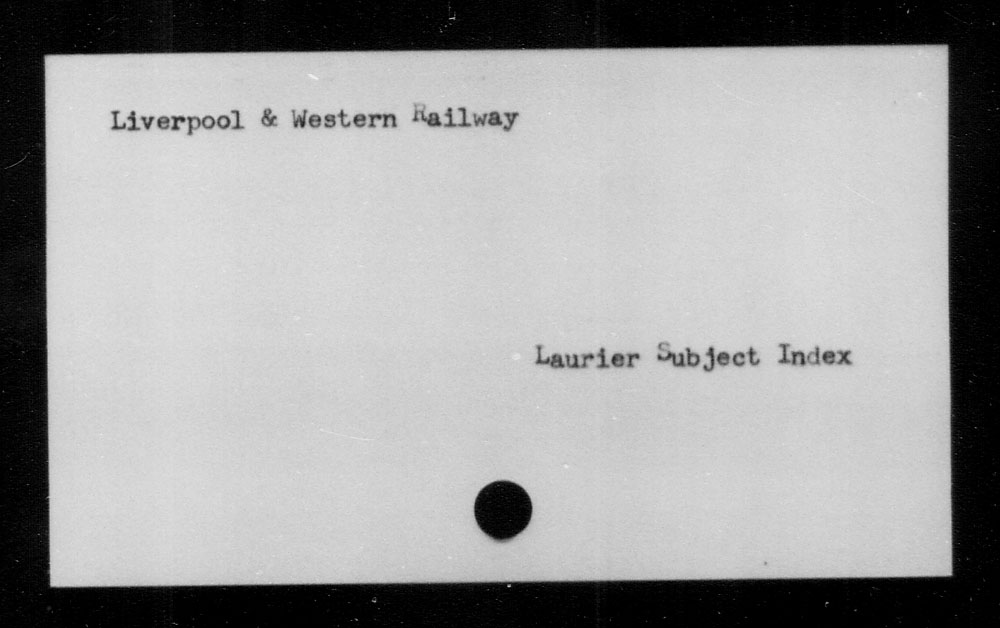 Liverpool & Western Railway
Laurier Subject Index